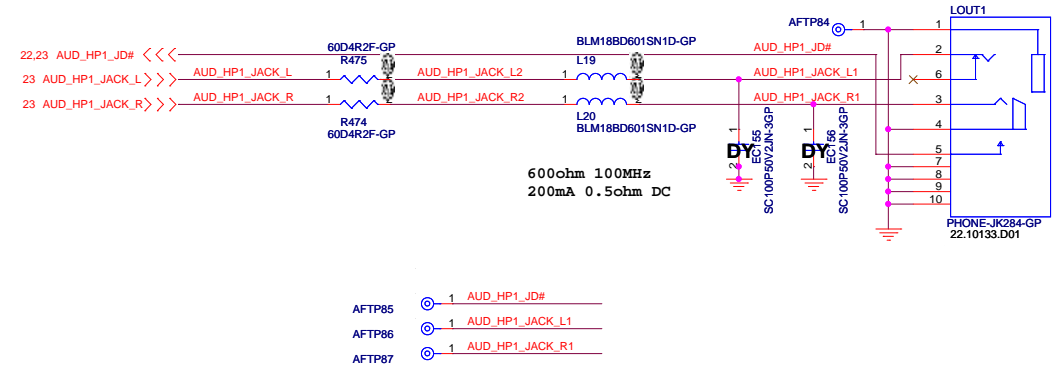 LOUT1
AFTP84 1
1
BLM18BD601SN1D-GP
60D4R2F-GP
22,23 AUD_HP1_JD#
AUD_HP1_JD#
R475
L19
2
23 AUD_HP1_JACK_L
AUD_HP1_JACK_L
1
AUD_HP1_JACK_L2
1
AUD_HP1_JACK_L1
6
23 AUD_HP1_JACK_R
AUD_HP1_JACK_R
1
AUD_HP1_JACK_R2
1
AUD_HP1_JACK_R1
3
R474
60D4R2F-GP
L20
BLM18BD601SN1D-GP
4
1
DY
2
EC155
SC100P50V2JN-3GP
1
DY
2
EC156
SC100P50V2JN-3GP
5
7
8
9
10
600ohm 100MHz
200mA 0.5ohm DC
PHONE-JK284-GP
22.10133.D01
AFTP85 1 AUD_HP1_JD#
AFTP86 1 AUD_HP1_JACK_L1
AFTP87 1 AUD_HP1_JACK_R1